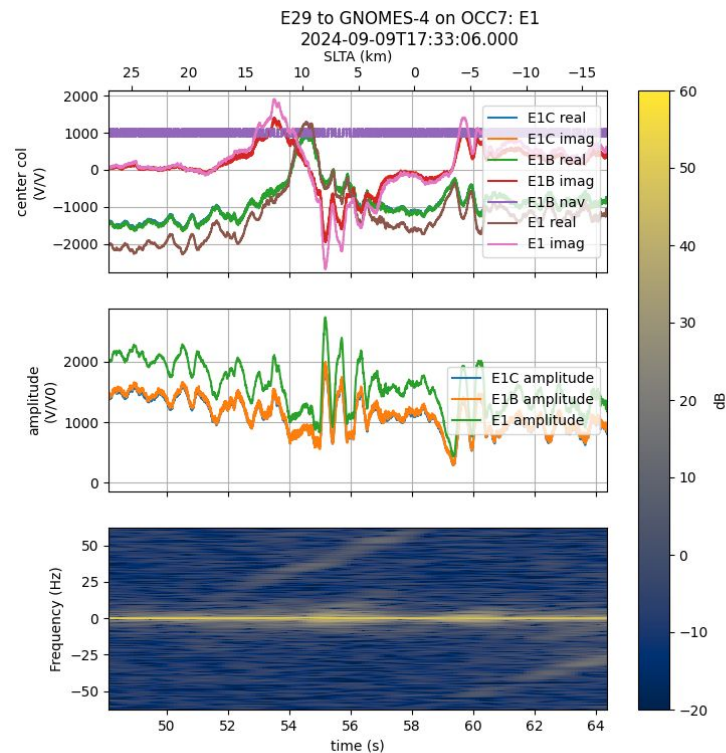 E29 to GNOMES-4 on OCC7: E1
2024-09-09T17:33:06.000
SLTA (km)
25 20 15 10 5 0 −5 −10 −15
center col
(V/V)
2000
1000
0
−1000
−2000
E1C real
E1C imag
E1B real
E1B imag
E1B nav
E1 real
E1 imag
amplitude
(V/V0)
2000
1000
0
E1C amplitude
E1B amplitude
E1 amplitude
Frequency (Hz)
50
25
0
−25
−50
50 52 54 56 58 60 62 64
time (s)
60
50
40
30
20
10
0
−10
−20
dB